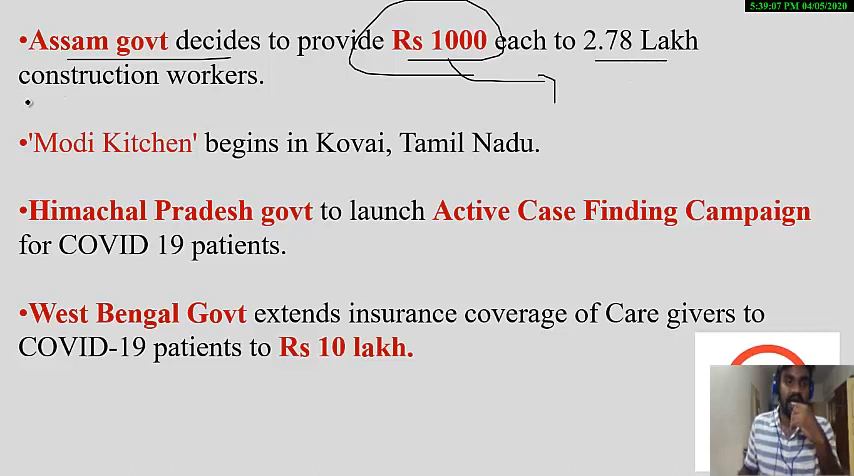 5:39:07 PM 04/05/2020
•Assam govt decides to provide Rs 1000 each to 2.78 Lakh
construction workers.
•
•'Modi Kitchen' begins in Kovai, Tamil Nadu.
•Himachal Pradesh govt to launch Active Case Finding Campaign
for COVID 19 patients.
•West Bengal Govt extends insurance coverage of Care givers to
COVID-19 patients to Rs 10 lakh.